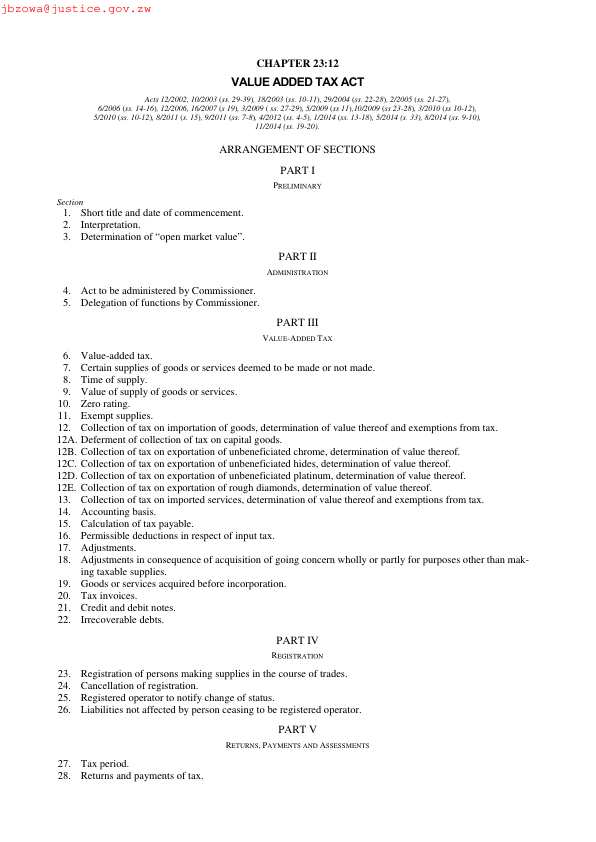 jbzowa@justice.gov.zw
CHAPTER 23:12
VALUE ADDED TAX ACT
Acts 12/2002, 10/2003 (ss. 29-39), 18/2003 (ss. 10-11), 29/2004 (ss. 22-28), 2/2005 (ss. 21-27),
6/2006 (ss. 14-16), 12/2006, 16/2007 (s 19), 3/2009 ( ss. 27-29), 5/2009 (ss 11),10/2009 (ss 23-28), 3/2010 (ss 10-12),
5/2010 (ss. 10-12), 8/2011 (s. 15), 9/2011 (ss. 7-8), 4/2012 (ss. 4-5), 1/2014 (ss. 13-18), 5/2014 (s. 33), 8/2014 (ss. 9-10),
11/2014 (ss. 19-20).
ARRANGEMENT OF SECTIONS
PART I
PRELIMINARY
Section
1. Short title and date of commencement.
2. Interpretation.
3. Determination of “open market value”.
PART II
ADMINISTRATION
4. Act to be administered by Commissioner.
5. Delegation of functions by Commissioner.
PART III
VALUE-ADDED TAX
6. Value-added tax.
7. Certain supplies of goods or services deemed to be made or not made.
8. Time of supply.
9. Value of supply of goods or services.
10. Zero rating.
11. Exempt supplies.
12. Collection of tax on importation of goods, determination of value thereof and exemptions from tax.
12A. Deferment of collection of tax on capital goods.
12B. Collection of tax on exportation of unbeneficiated chrome, determination of value thereof.
12C. Collection of tax on exportation of unbeneficiated hides, determination of value thereof.
12D. Collection of tax on exportation of unbeneficiated platinum, determination of value thereof.
12E. Collection of tax on exportation of rough diamonds, determination of value thereof.
13. Collection of tax on imported services, determination of value thereof and exemptions from tax.
14. Accounting basis.
15. Calculation of tax payable.
16. Permissible deductions in respect of input tax.
17. Adjustments.
18. Adjustments in consequence of acquisition of going concern wholly or partly for purposes other than mak-
ing taxable supplies.
19. Goods or services acquired before incorporation.
20. Tax invoices.
21. Credit and debit notes.
22. Irrecoverable debts.
PART IV
REGISTRATION
23. Registration of persons making supplies in the course of trades.
24. Cancellation of registration.
25. Registered operator to notify change of status.
26. Liabilities not affected by person ceasing to be registered operator.
PART V
RETURNS, PAYMENTS AND ASSESSMENTS
27. Tax period.
28. Returns and payments of tax.